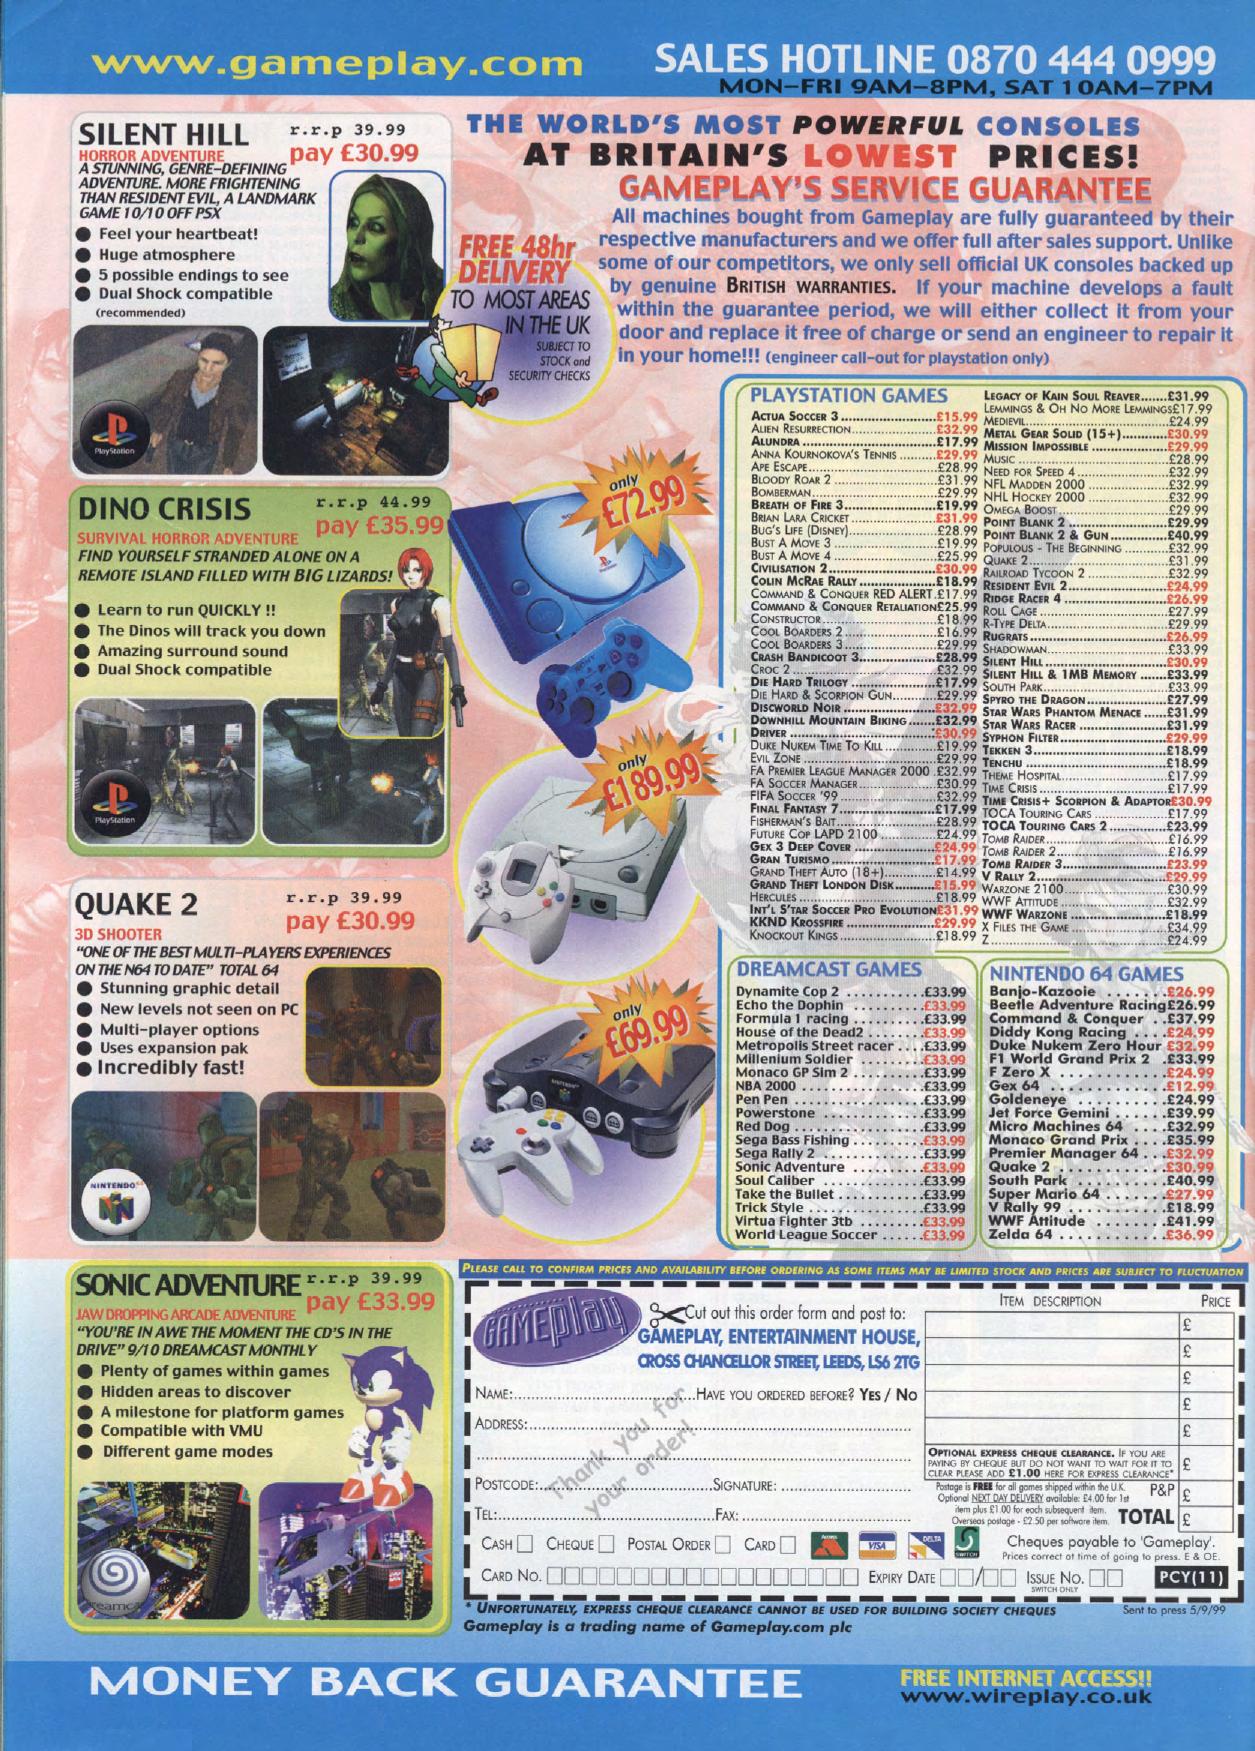 www.gameplay.com
SALES HOTLINE 0870 444 0999
MON-FRI 9AM-8PM, SAT 10AM-7PM
SILENT HILL
r.r.p 39.99
pay £30.99
HORROR ADVENTURE
A STUNNING, GENRE-DEFINING
ADVENTURE. MORE FRIGHTENING
THAN RESIDENT EVIL, A LANDMARK
GAME 10/10 OFF PSX
● Feel your heartbeat!
● Huge atmosphere
● 5 possible endings to see
● Dual Shock compatible
(recommended)
PlayStation
DINO CRISIS
r.r.p 44.99
pay £35.99
SURVIVAL HORROR ADVENTURE
FIND YOURSELF STRANDED ALONE ON A
REMOTE ISLAND FILLED WITH BIG LIZARDS!
● Learn to run QUICKLY !!
● The Dinos will track you down
● Amazing surround sound
● Dual Shock compatible
PlayStation
QUAKE 2
r.r.p 39.99
pay £30.99
3D SHOOTER
"ONE OF THE BEST MULTI-PLAYERS EXPERIENCES
ON THE N64 TO DATE" TOTAL 64
● Stunning graphic detail
● New levels not seen on PC
● Multi-player options
● Uses expansion pak
● Incredibly fast!
NINTENDO64
SONIC ADVENTURE
r.r.p 39.99
pay £33.99
JAW DROPPING ARCADE ADVENTURE
"YOU'RE IN AWE THE MOMENT THE CD'S IN THE
DRIVE" 9/10 DREAMCAST MONTHLY
● Plenty of games within games
● Hidden areas to discover
● A milestone for platform games
● Compatible with VMU
● Different game modes
THE WORLD'S MOST POWERFUL CONSOLES
AT BRITAIN'S LOWEST PRICES!
GAMEPLAY'S SERVICE GUARANTEE
All machines bought from Gameplay are fully guaranteed by their
respective manufacturers and we offer full after sales support. Unlike
some of our competitors, we only sell official UK consoles backed up
by genuine BRITISH WARRANTIES. If your machine develops a fault
within the guarantee period, we will either collect it from your
door and replace it free of charge or send an engineer to repair it
in your home!!! (engineer call-out for playstation only)
FREE 48hr
DELIVERY
TO MOST AREAS
IN THE UK
SUBJECT TO
STOCK and
SECURITY CHECKS
only
£72.99
only
£189.99
only
£69.99
PLAYSTATION GAMES
ACTUA SOCCER 3 £15.99
ALIEN RESURRECTION £32.99
ALUNDRA £17.99
ANNA KOURNOKOVA'S TENNIS £29.99
APE ESCAPE £28.99
BLOODY ROAR 2 £31.99
BOMBERMAN £29.99
BREATH OF FIRE 3 £19.99
BRIAN LARA CRICKET £31.99
BUG'S LIFE (DISNEY) £28.99
BUST A MOVE 3 £19.99
BUST A MOVE 4 £25.99
CIVILISATION 2 £30.99
COLIN MCRAE RALLY £18.99
COMMAND & CONQUER RED ALERT £17.99
COMMAND & CONQUER RETALIATION £25.99
CONSTRUCTOR £18.99
COOL BOARDERS 2 £16.99
COOL BOARDERS 3 £29.99
CRASH BANDICOOT 3 £28.99
CROC 2 £32.99
DIE HARD TRILOGY £17.99
DIE HARD & SCORPION GUN £29.99
DISCWORLD NOIR £32.99
DOWNHILL MOUNTAIN BIKING £32.99
DRIVER £30.99
DUKE NUKEM TIME TO KILL £19.99
EVIL ZONE £29.99
FA PREMIER LEAGUE MANAGER 2000 £32.99
FA SOCCER MANAGER £30.99
FIFA SOCCER '99 £32.99
FINAL FANTASY 7 £17.99
FISHERMAN'S BAIT £28.99
FUTURE COP LAPD 2100 £24.99
GEX 3 DEEP COVER £24.99
GRAN TURISMO £17.99
GRAND THEFT AUTO (18+) £14.99
GRAND THEFT LONDON DISK £15.99
HERCULES £18.99
INT'L S'TAR SOCCER PRO EVOLUTION £31.99
KKND KROSSFIRE £29.99
KNOCKOUT KINGS £18.99
LEGACY OF KAIN SOUL REAVER £31.99
LEMMINGS & OH NO MORE LEMMINGS £17.99
MEDIEVIL £24.99
METAL GEAR SOLID (15+) £30.99
MISSION IMPOSSIBLE £29.99
MUSIC £28.99
NEED FOR SPEED 4 £32.99
NFL MADDEN 2000 £32.99
NHL HOCKEY 2000 £32.99
OMEGA BOOST £29.99
POINT BLANK 2 £29.99
POINT BLANK 2 & GUN £40.99
POPULOUS - THE BEGINNING £32.99
QUAKE 2 £31.99
RAILROAD TYCOON 2 £32.99
RESIDENT EVIL 2 £24.99
RIDGE RACER 4 £26.99
ROLL CAGE £27.99
R-TYPE DELTA £29.99
RUGRATS £26.99
SHADOWMAN £33.99
SILENT HILL £30.99
SILENT HILL & 1MB MEMORY £33.99
SOUTH PARK £33.99
SPYRO THE DRAGON £27.99
STAR WARS PHANTOM MENACE £31.99
STAR WARS RACER £31.99
SYPHON FILTER £29.99
TEKKEN 3 £18.99
TENCHU £18.99
THEME HOSPITAL £17.99
TIME CRISIS £17.99
TIME CRISIS+ SCORPION & ADAPTOR £30.99
TOCA TOURING CARS £17.99
TOCA TOURING CARS 2 £23.99
TOMB RAIDER £16.99
TOMB RAIDER 2 £16.99
TOMB RAIDER 3 £23.99
V RALLY 2 £29.99
WARZONE 2100 £30.99
WWF ATTITUDE £32.99
WWF WARZONE £18.99
X FILES THE GAME £34.99
Z £24.99
DREAMCAST GAMES
Dynamite Cop 2 £33.99
Echo the Dophin £33.99
Formula 1 racing £33.99
House of the Dead2 £33.99
Metropolis Street racer £33.99
Millenium Soldier £33.99
Monaco GP Sim 2 £33.99
NBA 2000 £33.99
Pen Pen £33.99
Powerstone £33.99
Red Dog £33.99
Sega Bass Fishing £33.99
Sega Rally 2 £33.99
Sonic Adventure £33.99
Soul Caliber £33.99
Take the Bullet £33.99
Trick Style £33.99
Virtua Fighter 3tb £33.99
World League Soccer £33.99
NINTENDO 64 GAMES
Banjo-Kazooie £26.99
Beetle Adventure Racing £26.99
Command & Conquer £37.99
Diddy Kong Racing £24.99
Duke Nukem Zero Hour £32.99
F1 World Grand Prix 2 £33.99
F Zero X £24.99
Gex 64 £12.99
Goldeneye £24.99
Jet Force Gemini £39.99
Micro Machines 64 £32.99
Monaco Grand Prix £35.99
Premier Manager 64 £32.99
Quake 2 £30.99
South Park £40.99
Super Mario 64 £27.99
V Rally 99 £18.99
WWF Attitude £41.99
Zelda 64 £36.99
PLEASE CALL TO CONFIRM PRICES AND AVAILABILITY BEFORE ORDERING AS SOME ITEMS MAY BE LIMITED STOCK AND PRICES ARE SUBJECT TO FLUCTUATION
GAMEplay
Cut out this order form and post to:
GAMEPLAY, ENTERTAINMENT HOUSE,
CROSS CHANCELLOR STREET, LEEDS, LS6 2TG
NAME: HAVE YOU ORDERED BEFORE? YES / NO
ADDRESS:
POSTCODE: SIGNATURE:
TEL: FAX:
Thank you for
your order!
CASH CHEQUE POSTAL ORDER CARD
Access VISA DELTA SWITCH
CARD NO. EXPIRY DATE / ISSUE NO.
SWITCH ONLY
ITEM DESCRIPTION PRICE
£
£
£
£
£
OPTIONAL EXPRESS CHEQUE CLEARANCE. IF YOU ARE
PAYING BY CHEQUE BUT DO NOT WANT TO WAIT FOR IT TO
CLEAR PLEASE ADD £1.00 HERE FOR EXPRESS CLEARANCE*
£
Postage is FREE for all games shipped within the U.K.
Optional NEXT DAY DELIVERY available: £4.00 for 1st
item plus £1.00 for each subsequent item.
Overseas postage - £2.50 per software item.
P&P £
TOTAL £
Cheques payable to 'Gameplay'.
Prices correct at time of going to press. E & OE.
PCY(11)
* UNFORTUNATELY, EXPRESS CHEQUE CLEARANCE CANNOT BE USED FOR BUILDING SOCIETY CHEQUES
Sent to press 5/9/99
Gameplay is a trading name of Gameplay.com plc
MONEY BACK GUARANTEE
FREE INTERNET ACCESS!!
www.wireplay.co.uk